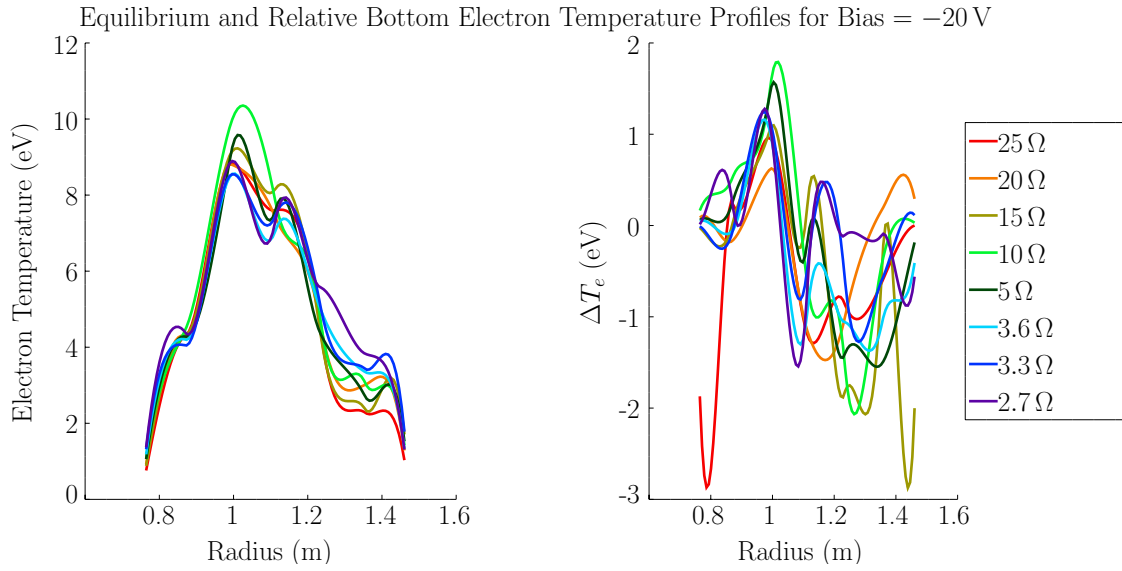 Equilibrium and Relative Bottom Electron Temperature Profiles for Bias = −20 V
Electron Temperature (eV)
12
10
8
6
4
2
0
0.8 1 1.2 1.4 1.6
Radius (m)
ΔTₑ (eV)
2
1
0
-1
-2
-3
0.8 1 1.2 1.4 1.6
Radius (m)
25 Ω
20 Ω
15 Ω
10 Ω
5 Ω
3.6 Ω
3.3 Ω
2.7 Ω